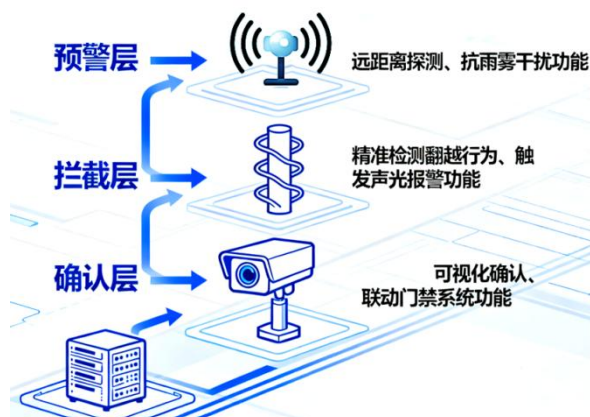 预警层
远距离探测、抗雨雾干扰功能
拦截层
精准检测翻越行为、触
发声光报警功能
确认层
可视化确认、
联动门禁系统功能